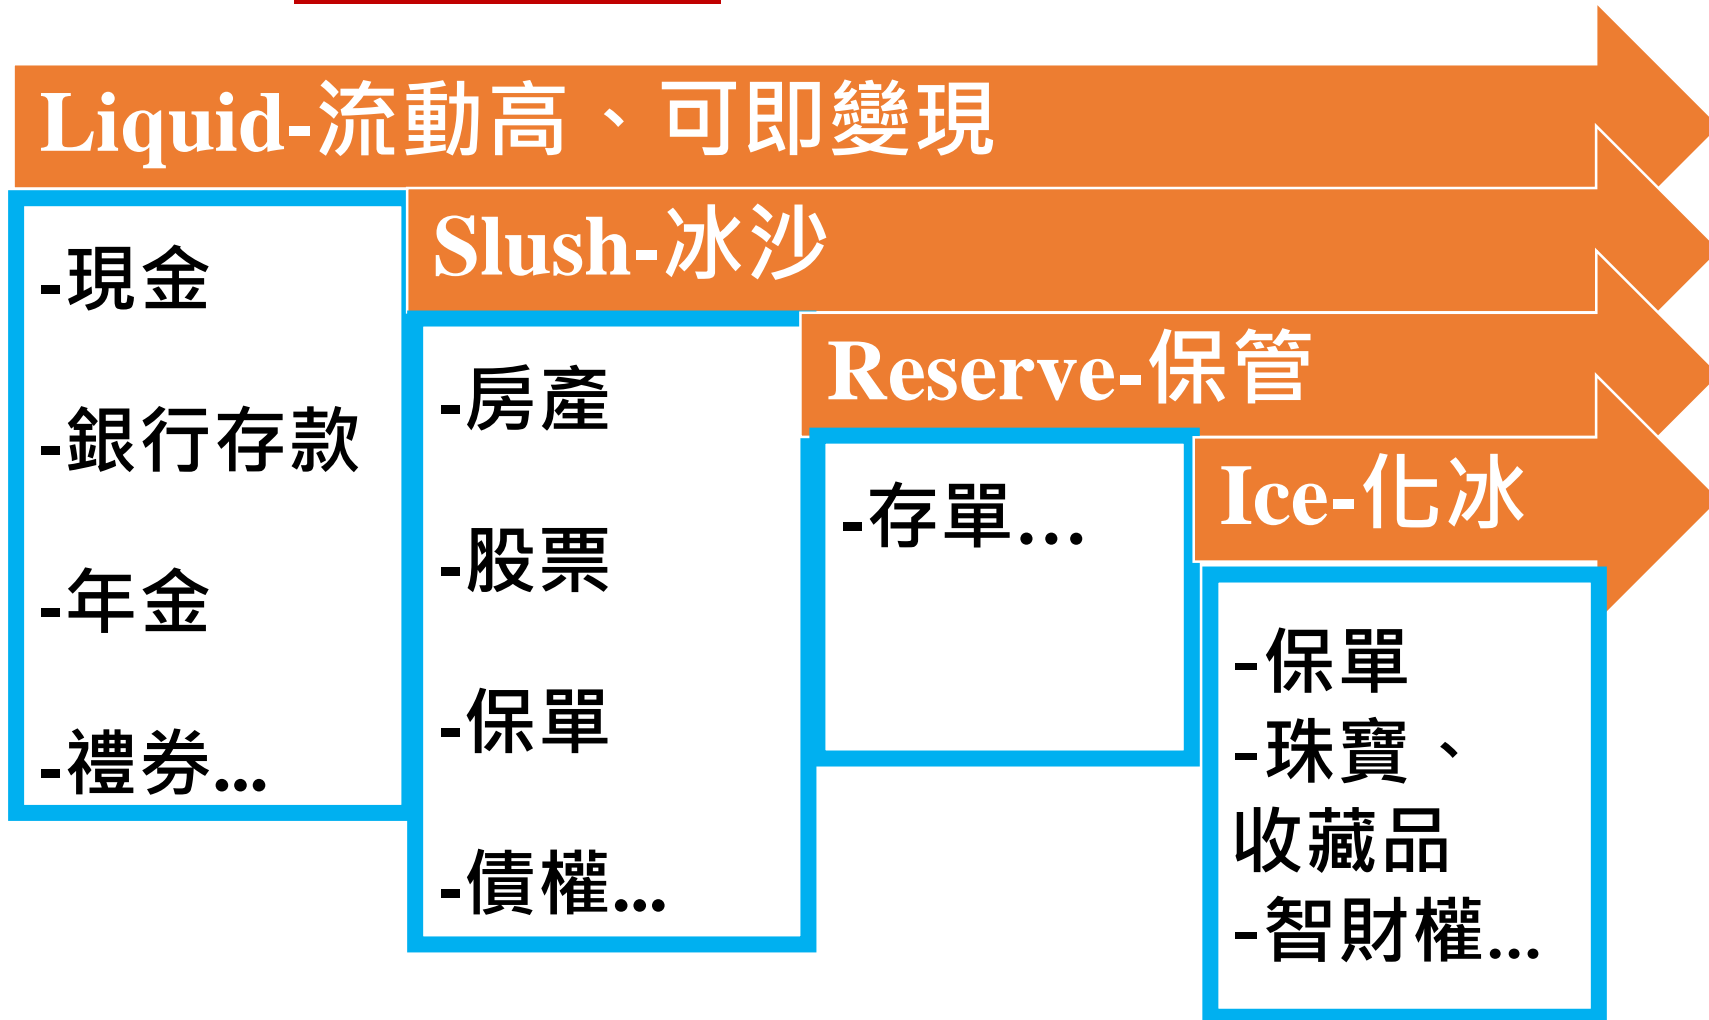 Liquid-流動高、可即變現
-現金
-銀行存款
-年金
-禮券...
Slush-冰沙
-房產
-股票
-保單
-債權...
Reserve-保管
-存單...
Ice-化冰
-保單
-珠寶、
收藏品
-智財權...